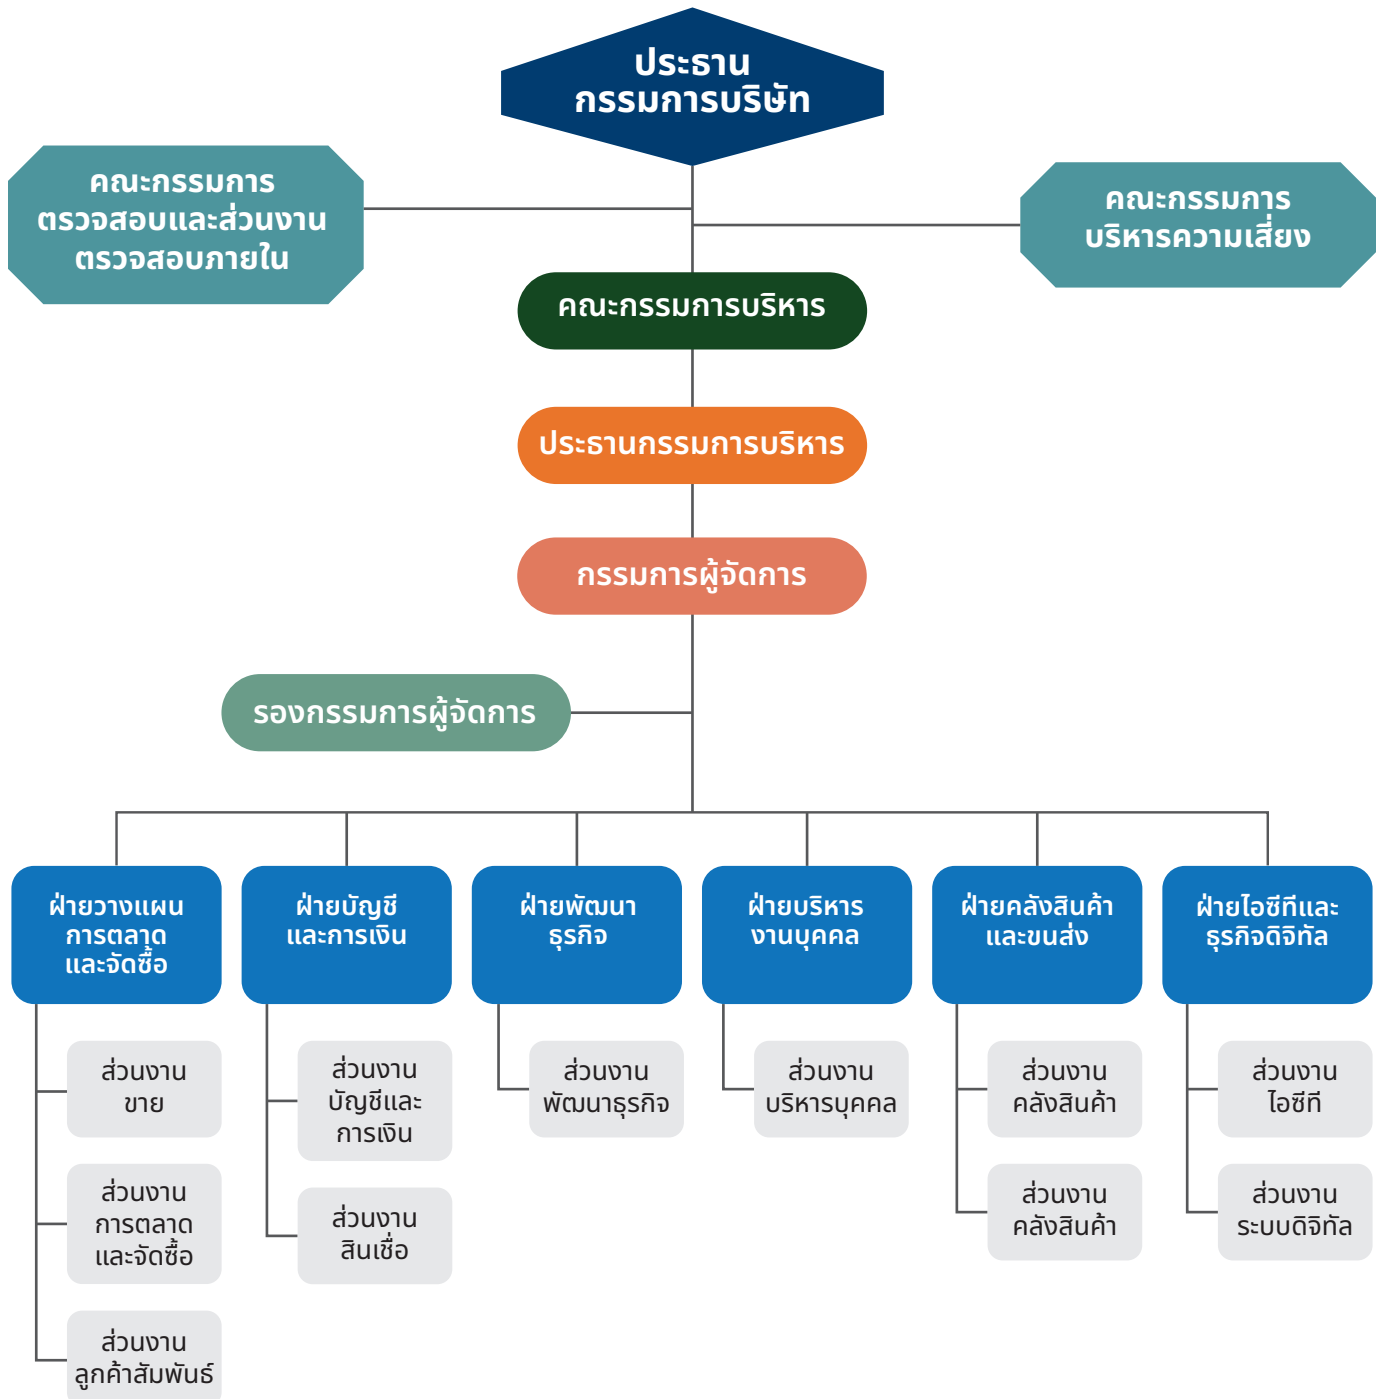 ประธาน
กรรมการบริษัท
คณะกรรมการ
ตรวจสอบและส่วนงาน
ตรวจสอบภายใน
คณะกรรมการ
บริหารความเสี่ยง
คณะกรรมการบริหาร
ประธานกรรมการบริหาร
กรรมการผู้จัดการ
รองกรรมการผู้จัดการ
ฝ่ายวางแผน
การตลาด
และจัดซื้อ
ฝ่ายบัญชี
และการเงิน
ฝ่ายพัฒนา
ธุรกิจ
ฝ่ายบริหาร
งานบุคคล
ฝ่ายคลังสินค้า
และขนส่ง
ฝ่ายไอซีทีและ
ธุรกิจดิจิทัล
ส่วนงาน
ขาย
ส่วนงาน
การตลาด
และจัดซื้อ
ส่วนงาน
ลูกค้าสัมพันธ์
ส่วนงาน
บัญชีและ
การเงิน
ส่วนงาน
สินเชื่อ
ส่วนงาน
พัฒนาธุรกิจ
ส่วนงาน
บริหารบุคคล
ส่วนงาน
คลังสินค้า
ส่วนงาน
คลังสินค้า
ส่วนงาน
ไอซีที
ส่วนงาน
ระบบดิจิทัล